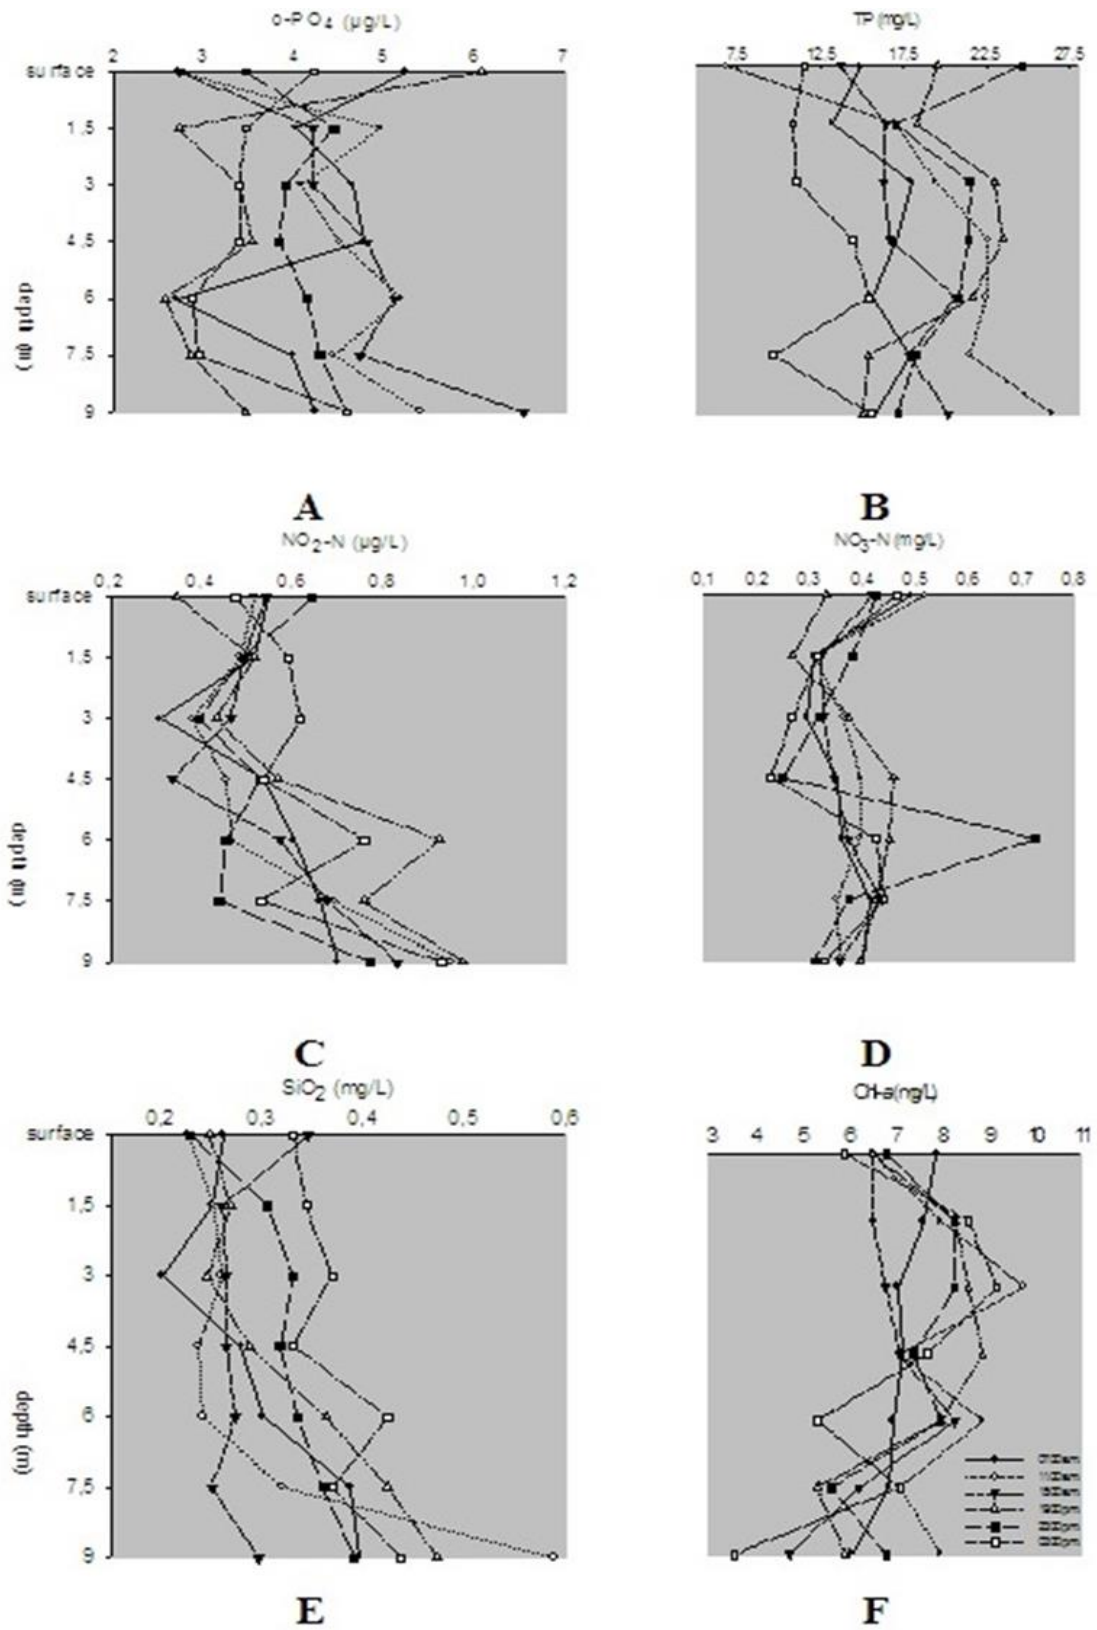 o-PO4 (µg/L)
2 3 4 5 6 7
surface
1.5
3
4.5
6
7.5
9
depth (m)
A
TP (mg/L)
7.5 12.5 17.5 22.5 27.5
B
NO2-N (µg/L)
0,2 0,4 0,6 0,8 1,0 1,2
surface
1,5
3
4,5
6
7,5
9
depth (m)
C
NO3-N (mg/L)
0,1 0,2 0,3 0,4 0,5 0,6 0,7 0,8
D
SiO2 (mg/L)
0,2 0,3 0,4 0,5 0,6
surface
1,5
3
4,5
6
7,5
9
depth (m)
E
Chl-a(ng/L)
3 4 5 6 7 8 9 10 11
F